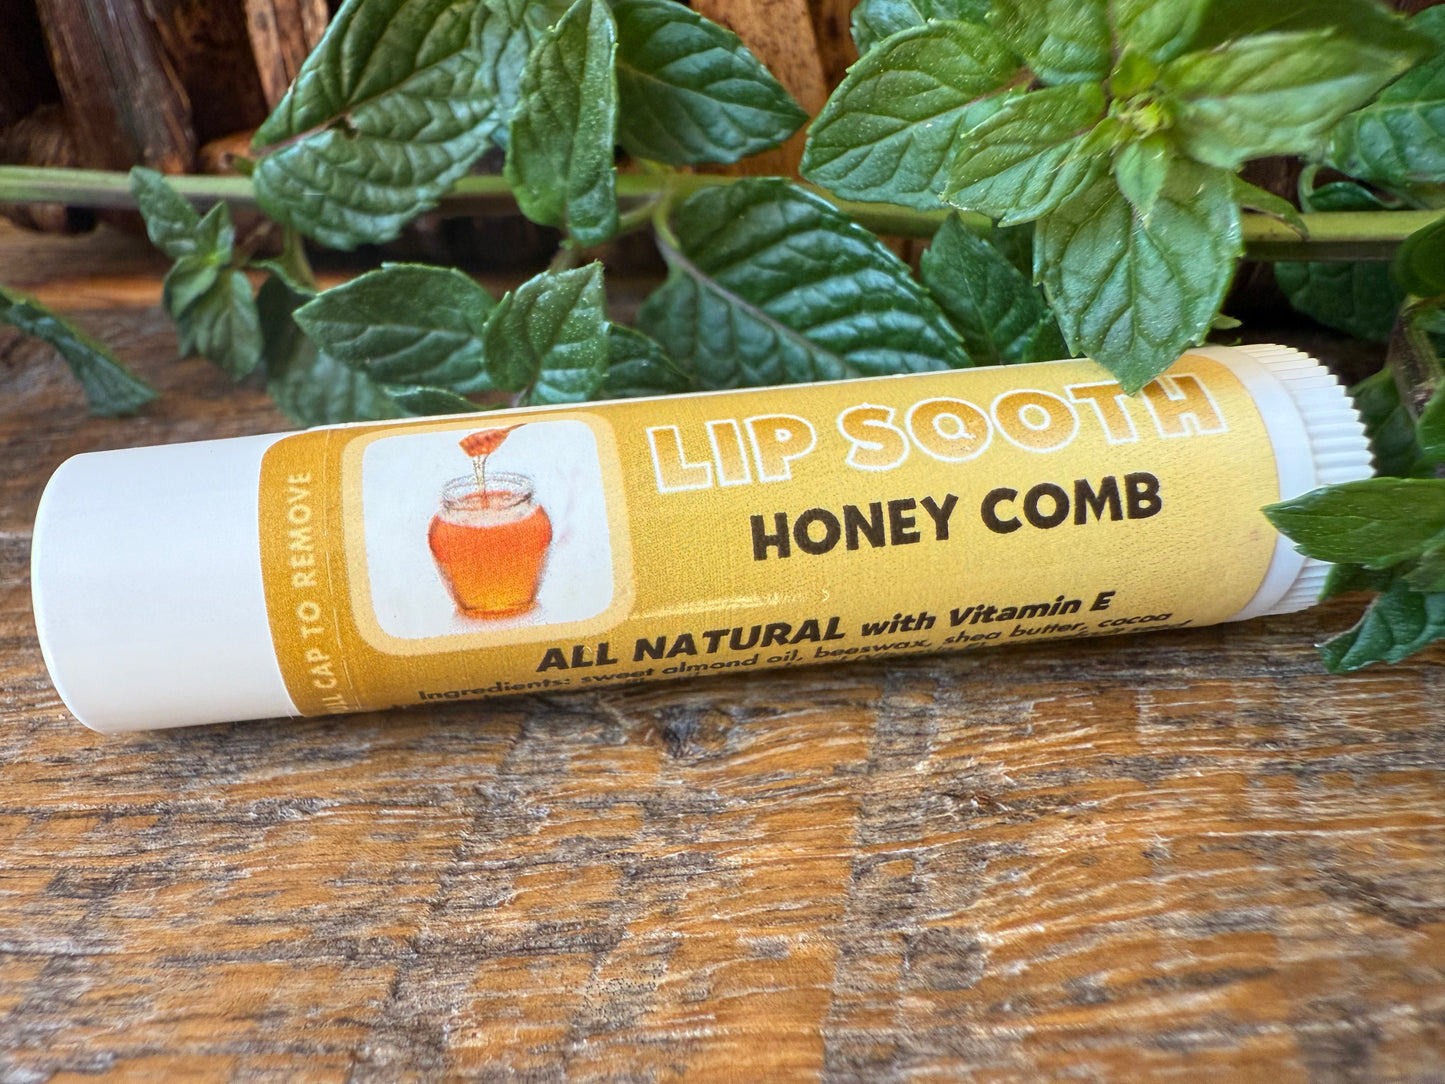 LL CAP TO REMOVE
LIP SOOTH
HONEY COMB
ALL NATURAL with Vitamin E
Ingredients: sweet almond oil, beeswax, shea butter, cocoa